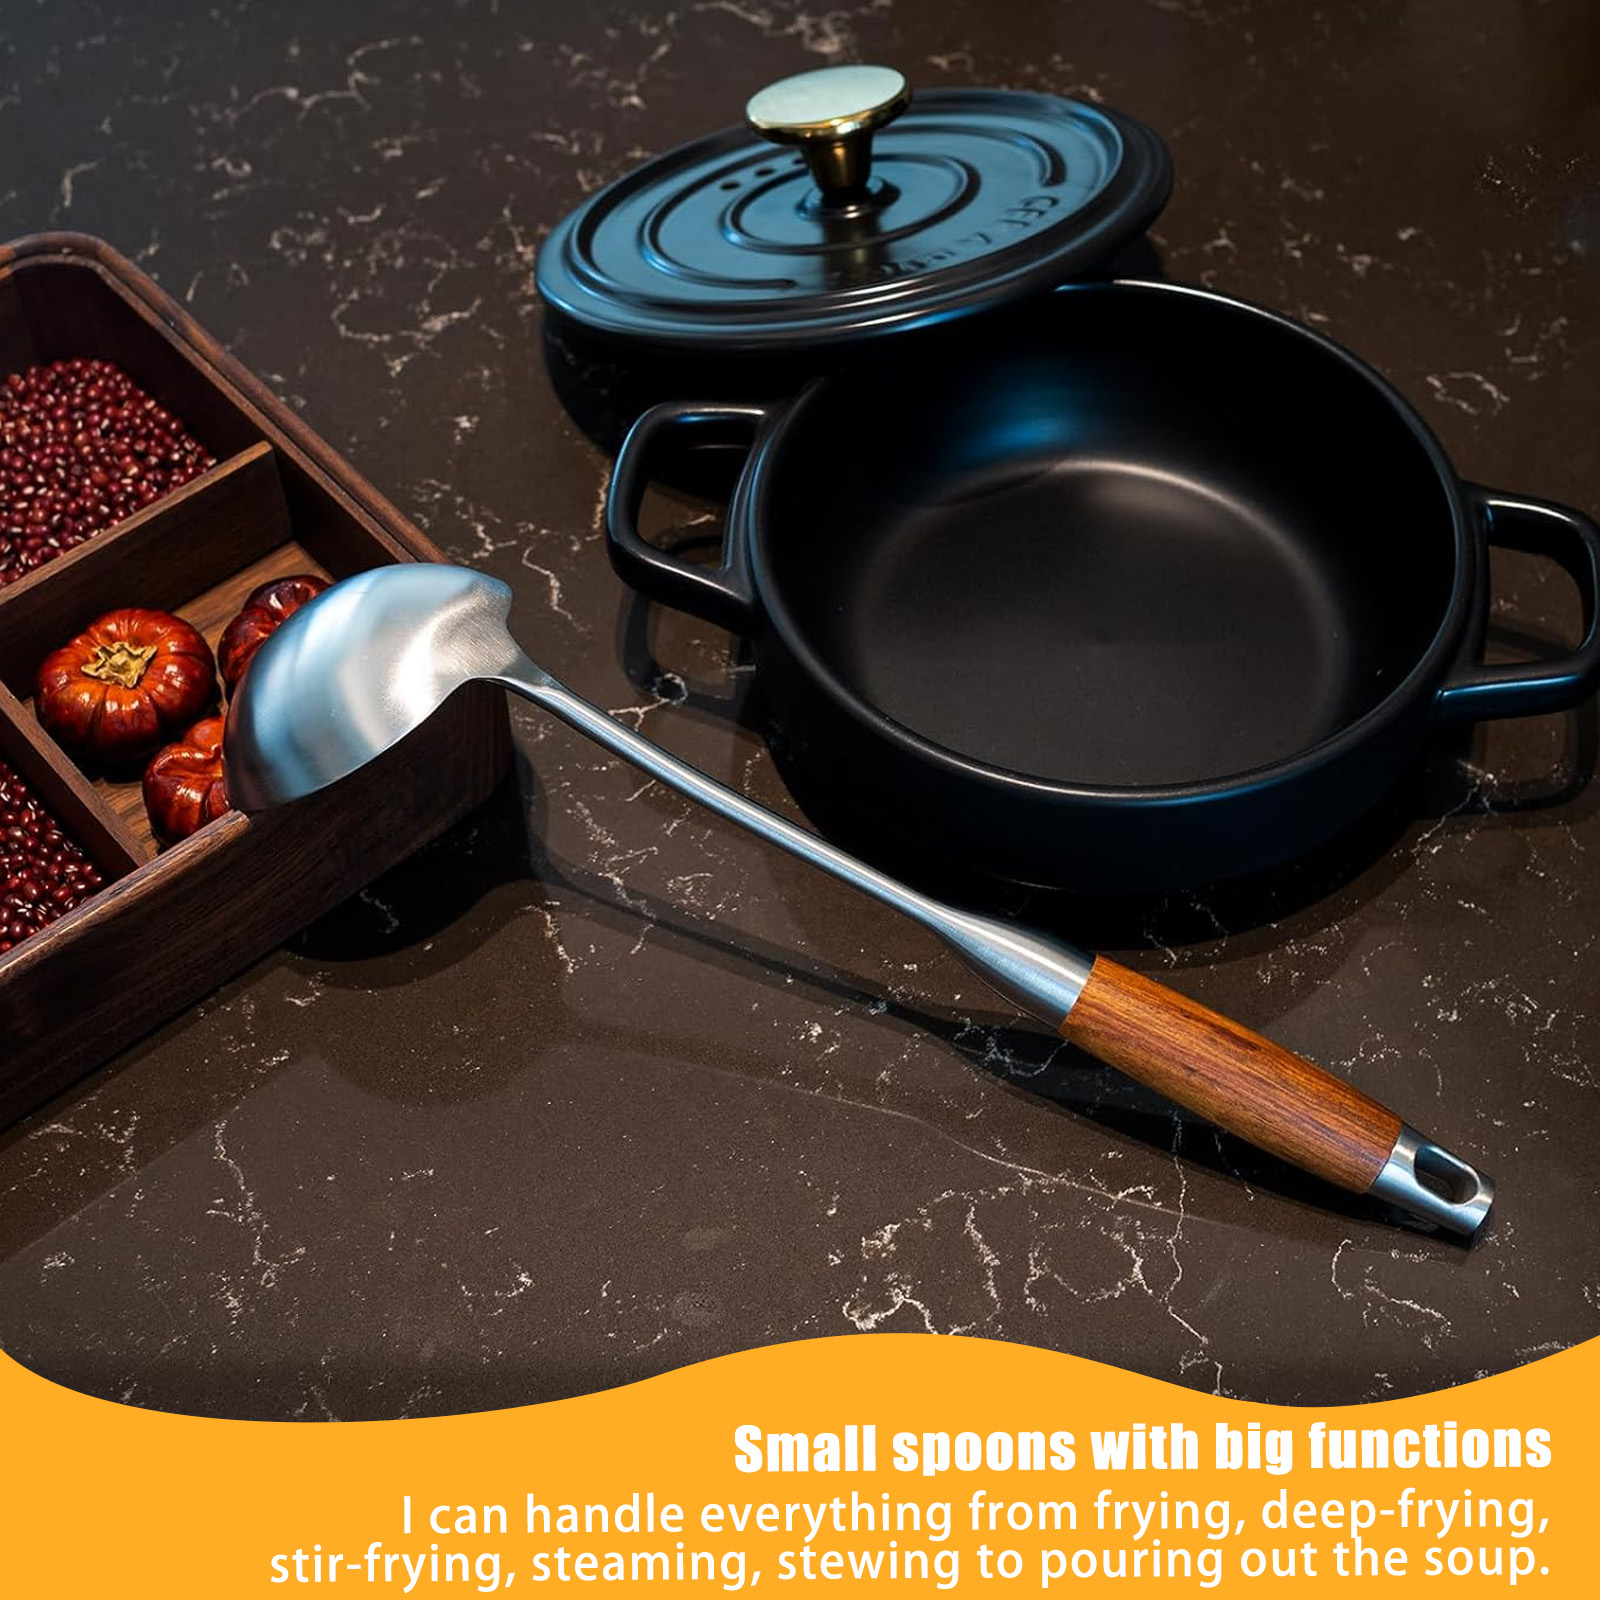 Small spoons with big functions
I can handle everything from frying, deep-frying,
stir-frying, steaming, stewing to pouring out the soup.